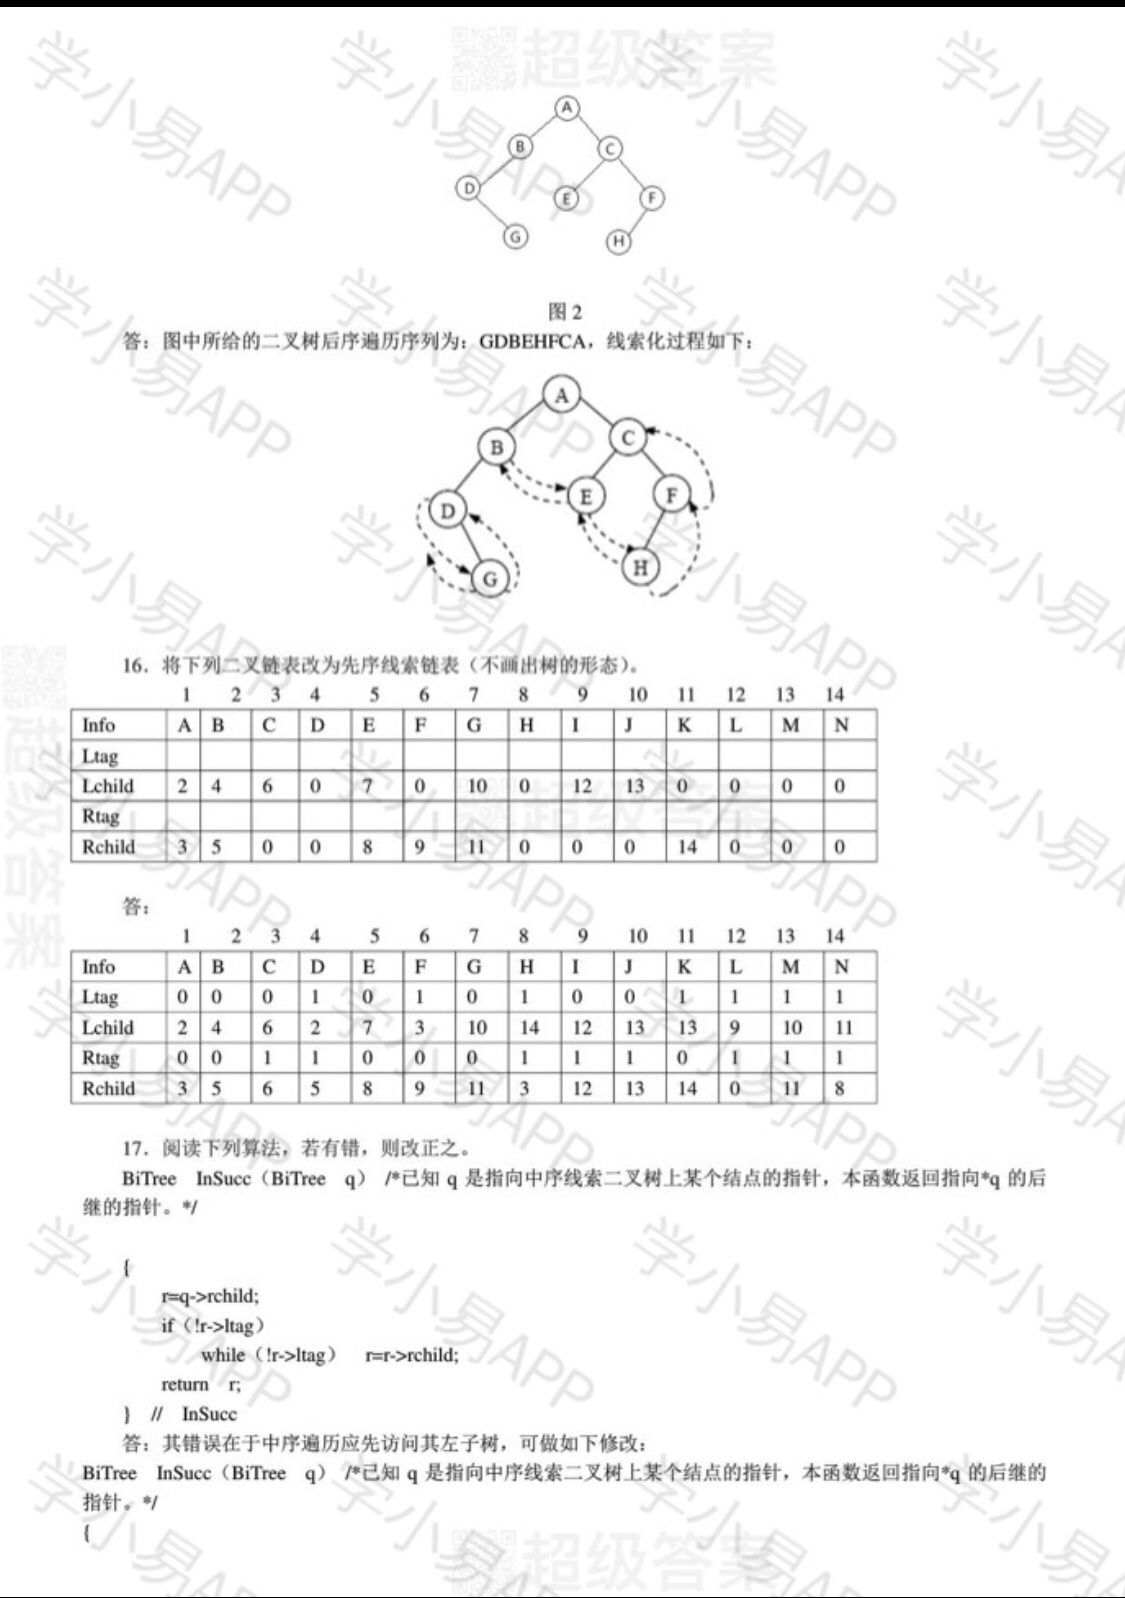 超级答案
A
B
C
D
E
F
G
H
图 2
答：图中所给的二叉树后序遍历序列为：GDBEHFCA，线索化过程如下：
A
B
C
D
E
F
G
H
16．将下列二叉链表改为先序线索链表（不画出树的形态）。
1 2 3 4 5 6 7 8 9 10 11 12 13 14
Info A B C D E F G H I J K L M N
Ltag
Lchild 2 4 6 0 7 0 10 0 12 13 0 0 0 0
Rtag
Rchild 3 5 0 0 8 9 11 0 0 0 14 0 0 0
答：
1 2 3 4 5 6 7 8 9 10 11 12 13 14
Info A B C D E F G H I J K L M N
Ltag 0 0 0 1 0 1 0 1 0 0 1 1 1 1
Lchild 2 4 6 2 7 3 10 14 12 13 13 9 10 11
Rtag 0 0 1 1 0 0 0 1 1 1 0 1 1 1
Rchild 3 5 6 5 8 9 11 3 12 13 14 0 11 8
17．阅读下列算法，若有错，则改正之。
BiTree InSucc（BiTree q） /*已知 q 是指向中序线索二叉树上某个结点的指针，本函数返回指向*q 的后
继的指针。*/
{
r=q->rchild;
if（!r->ltag）
while（!r->ltag） r=r->rchild;
return r;
} // InSucc
答：其错误在于中序遍历应先访问其左子树，可做如下修改：
BiTree InSucc（BiTree q） /*已知 q 是指向中序线索二叉树上某个结点的指针，本函数返回指向*q 的后继的
指针。*/
{
学小易APP
超级答案